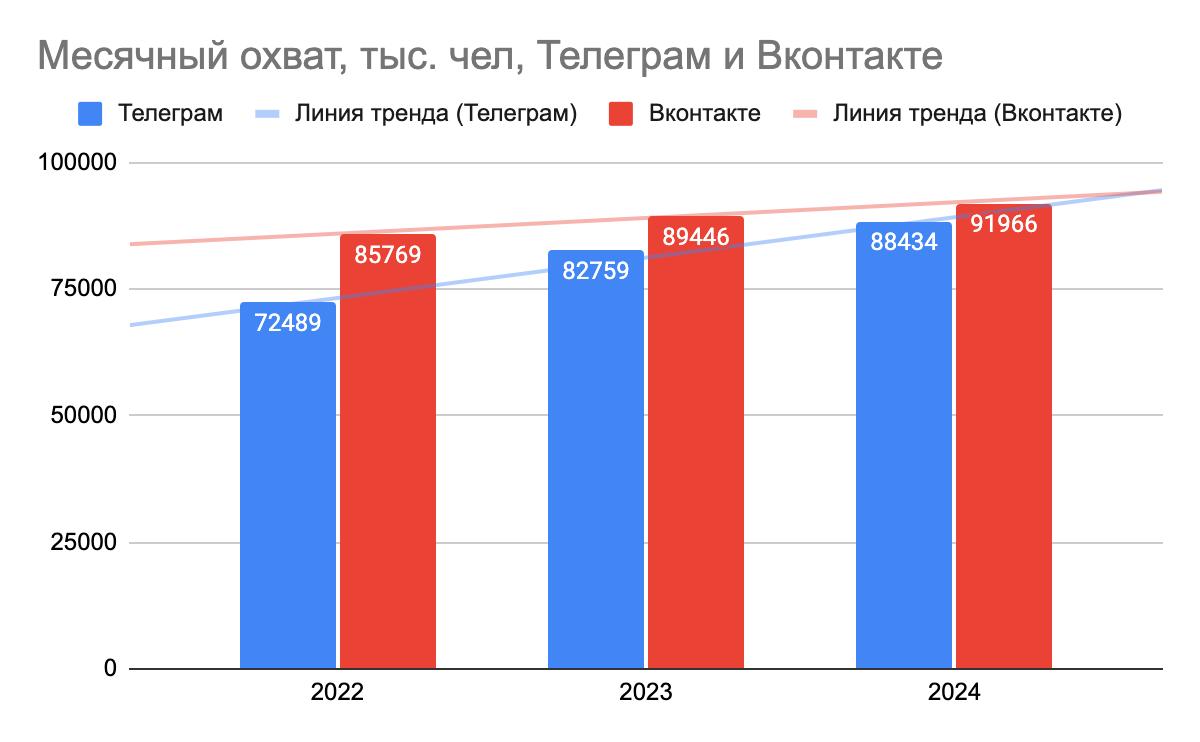 Месячный охват, тыс. чел, Телеграм и Вконтакте
Телеграм Линия тренда (Телеграм) Вконтакте Линия тренда (Вконтакте)
100000
75000
50000
25000
0
72489 85769 82759 89446 88434 91966
2022 2023 2024